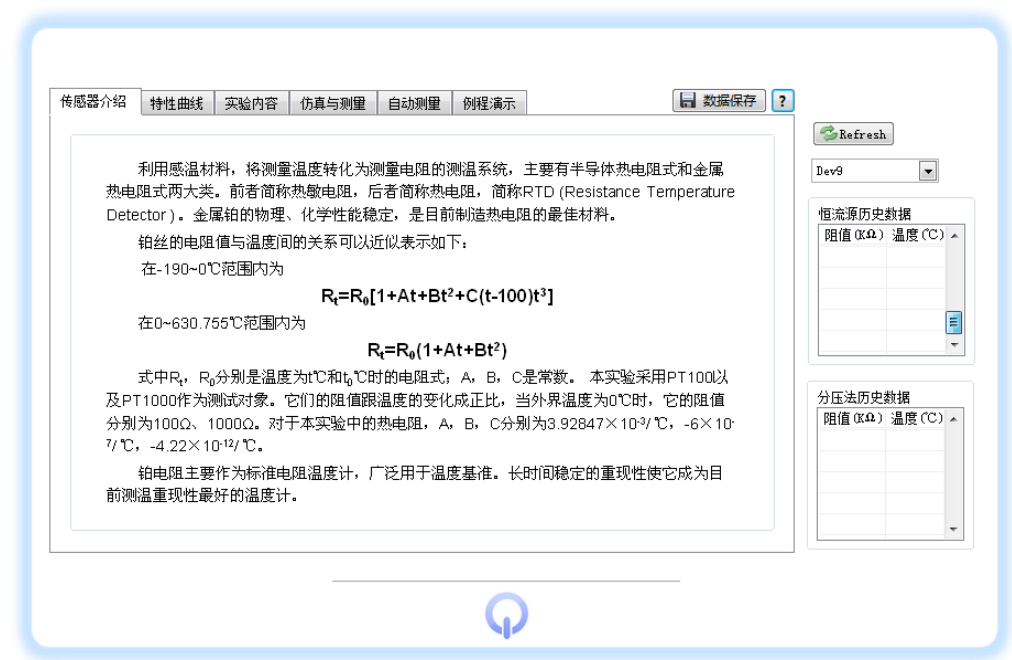 传感器介绍 特性曲线 实验内容 仿真与测量 自动测量 例程演示 数据保存 ?
Refresh
Dev9
利用感温材料，将测量温度转化为测量电阻的测温系统，主要有半导体热电阻式和金属
热电阻式两大类。前者简称热敏电阻，后者简称热电阻，简称RTD (Resistance Temperature
Detector ) 。金属铂的物理、化学性能稳定，是目前制造热电阻的最佳材料。
铂丝的电阻值与温度间的关系可以近似表示如下：
在-190~0℃范围内为
Rt=R0[1+At+Bt²+C(t-100)t³]
在0~630.755℃范围内为
Rt=R0(1+At+Bt²)
式中Rt，R0分别是温度为t℃和t0℃时的电阻式；A，B，C是常数。 本实验采用PT100以
及PT1000作为测试对象。它们的阻值跟温度的变化成正比，当外界温度为0℃时，它的阻值
分别为100Ω、1000Ω。对于本实验中的热电阻，A，B，C分别为3.92847×10⁻³/ ℃，-6×10⁻
⁷/ ℃，-4.22×10⁻¹²/ ℃。
铂电阻主要作为标准电阻温度计，广泛用于温度基准。长时间稳定的重现性使它成为目
前测温重现性最好的温度计。
恒流源历史数据
阻值(KΩ) 温度(℃)
分压法历史数据
阻值(KΩ) 温度(℃)